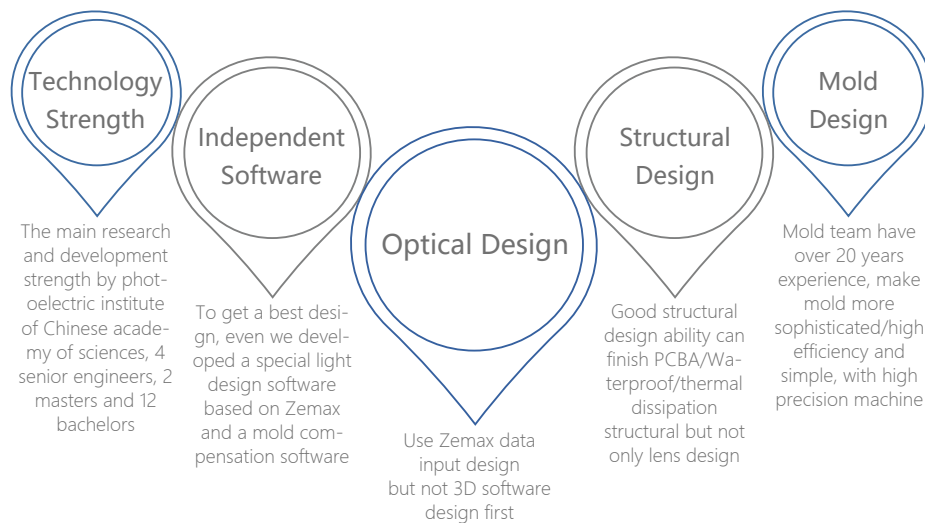 Technology
Strength
The main research
and development
strength by phot-
oelectric institute
of Chinese acade-
my of sciences, 4
senior engineers, 2
masters and 12
bachelors
Independent
Software
To get a best desi-
gn, even we devel-
oped a special light
design software
based on Zemax
and a mold com-
pensation software
Optical Design
Use Zemax data
input design
but not 3D software
design first
Structural
Design
Good structural
design ability can
finish PCBA/Wa-
terproof/thermal
dissipation
structural but not
only lens design
Mold
Design
Mold team have
over 20 years
experience, make
mold more
sophisticated/high
efficiency and
simple, with high
precision machine